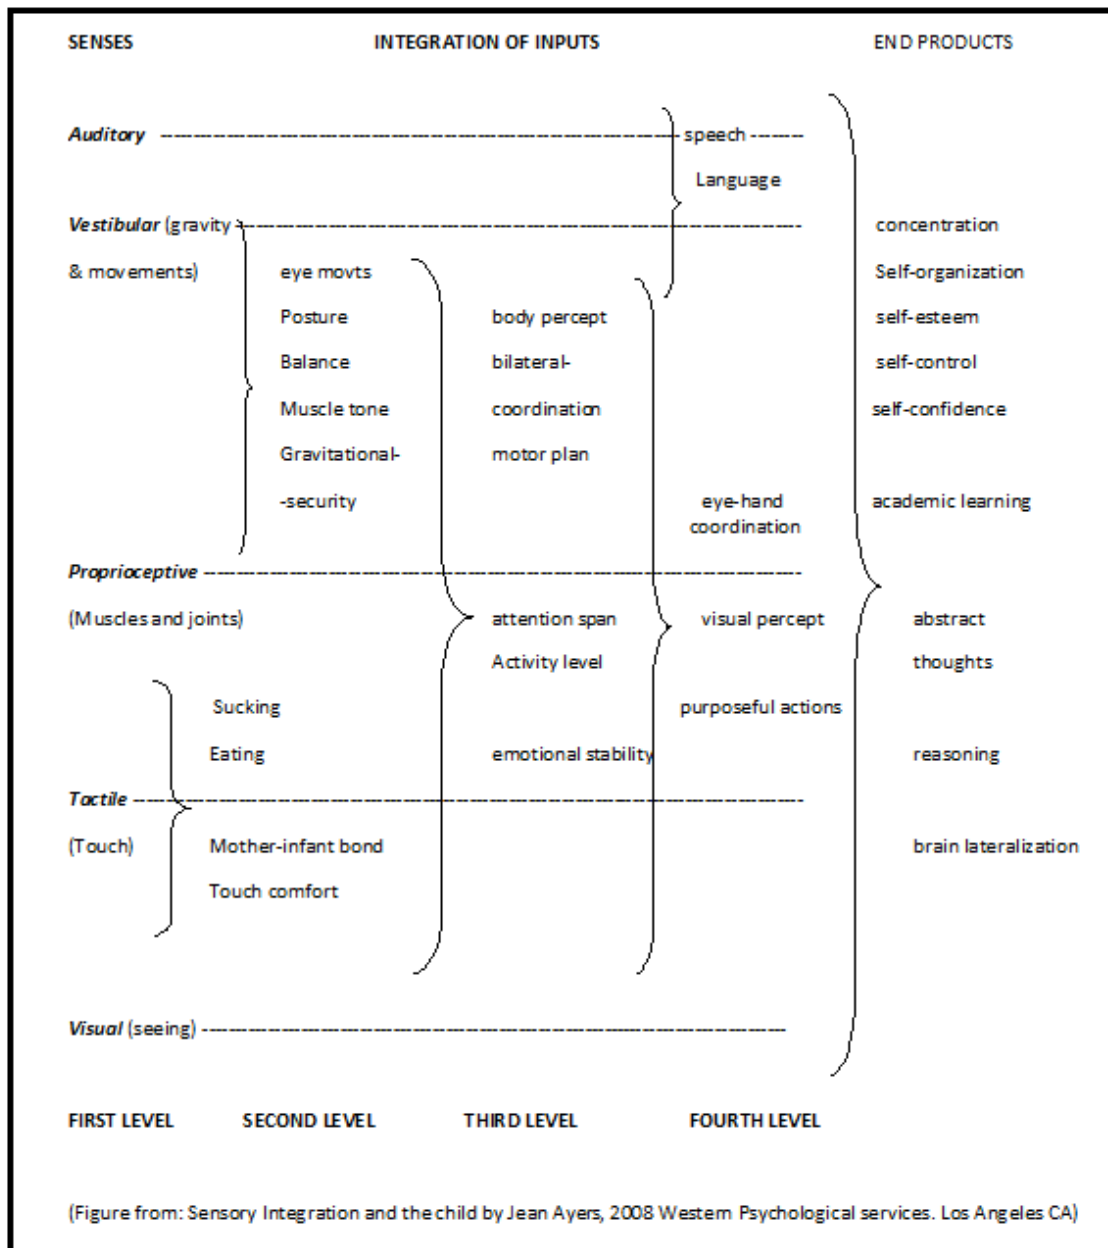 SENSES INTEGRATION OF INPUTS END PRODUCTS
Auditory speech
Language
Vestibular (gravity concentration
& movements) eye movts Self-organization
Posture body percept self-esteem
Balance bilateral- self-control
Muscle tone coordination self-confidence
Gravitational- motor plan
-security eye-hand academic learning
coordination
Proprioceptive
(Muscles and joints) attention span visual percept abstract
Activity level thoughts
Sucking purposeful actions
Eating emotional stability reasoning
Tactile
(Touch) Mother-infant bond brain lateralization
Touch comfort
Visual (seeing)
FIRST LEVEL SECOND LEVEL THIRD LEVEL FOURTH LEVEL
(Figure from: Sensory Integration and the child by Jean Ayers, 2008 Western Psychological services. Los Angeles CA)